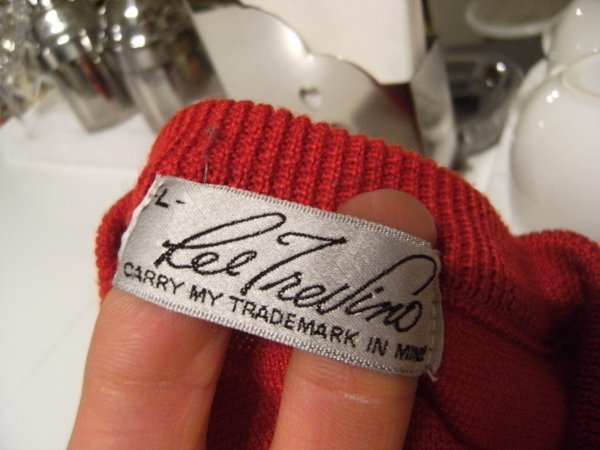 -L-
Lee Trevino
CARRY MY TRADEMARK IN MIND